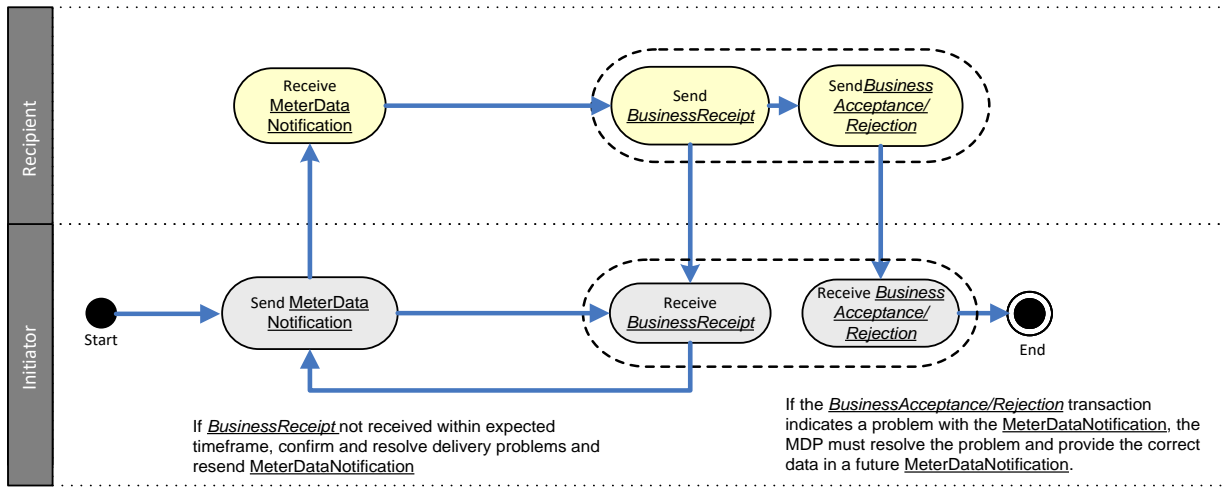 Recipient
Receive
MeterData
Notification
Send
BusinessReceipt
SendBusiness
Acceptance/
Rejection
Initiator
Start
Send MeterData
Notification
Receive
BusinessReceipt
Receive Business
Acceptance/
Rejection
End
If BusinessReceipt not received within expected
timeframe, confirm and resolve delivery problems and
resend MeterDataNotification
If the BusinessAcceptance/Rejection transaction
indicates a problem with the MeterDataNotification, the
MDP must resolve the problem and provide the correct
data in a future MeterDataNotification.